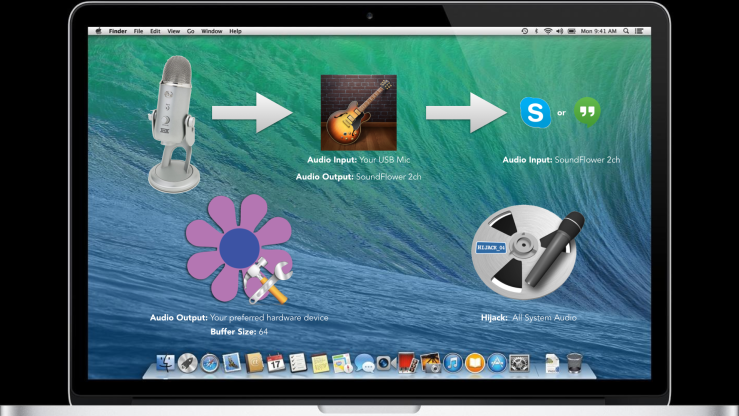 Finder File Edit View Go Window Help
Mon 9:41 AM
S or
Audio Input: Your USB Mic
Audio Output: SoundFlower 2ch
Audio Input: SoundFlower 2ch
HIJACK_01
Audio Output: Your preferred hardware device
Buffer Size: 64
Hijack: All System Audio
17